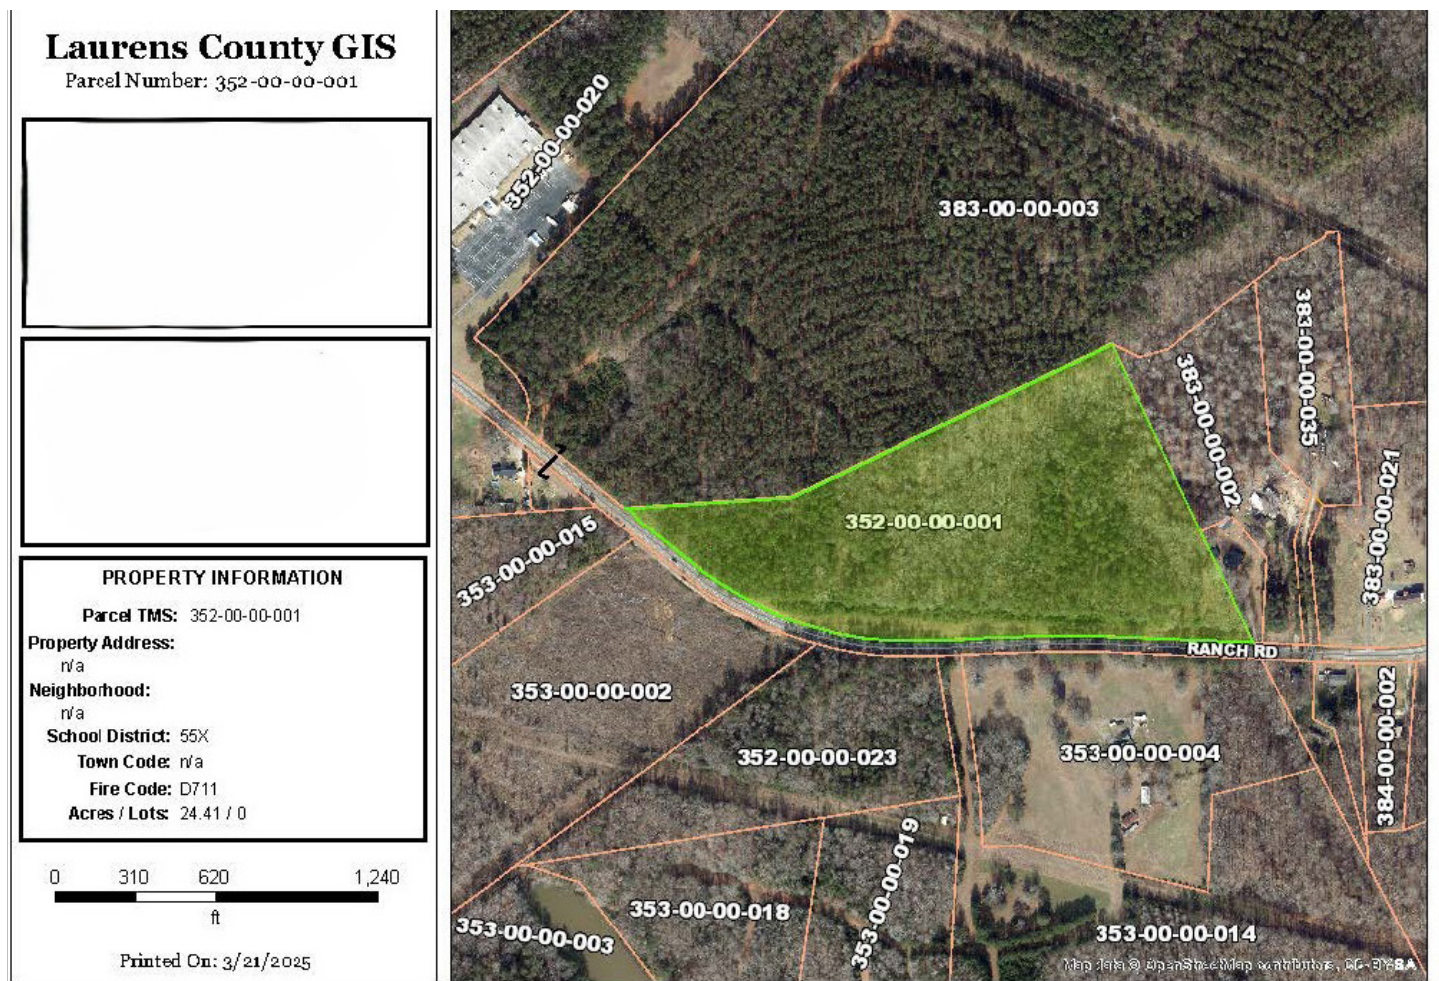 Laurens County GIS
Parcel Number: 352-00-00-001
PROPERTY INFORMATION
Parcel TMS: 352-00-00-001
Property Address:
n/a
Neighborhood:
n/a
School District: 55X
Town Code: n/a
Fire Code: D711
Acres / Lots: 24.41 / 0
0 310 620 1,240
ft
Printed On: 3/21/2025
352-00-00-020
383-00-00-003
383-00-00-035
383-00-00-002
383-00-00-021
352-00-00-001
353-00-00-015
RANCH RD
353-00-00-002
352-00-00-023
353-00-00-004
384-00-00-002
353-00-00-019
353-00-00-018
353-00-00-003
353-00-00-014
Map data © OpenStreetMap contributors, CC-BY-SA